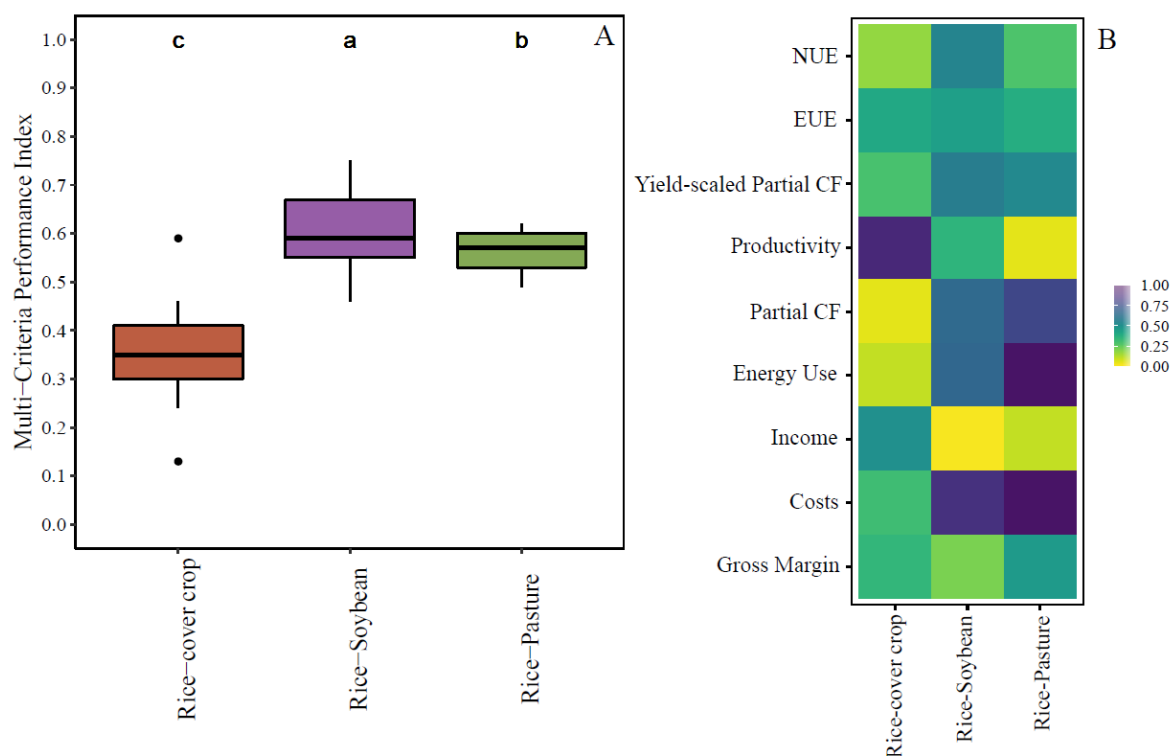 A
c
a
b
1.0
0.9
0.8
0.7
0.6
0.5
0.4
0.3
0.2
0.1
0.0
Multi−Criteria Performance Index
Rice−cover crop
Rice−Soybean
Rice−Pasture
B
NUE
EUE
Yield-scaled Partial CF
Productivity
Partial CF
Energy Use
Income
Costs
Gross Margin
Rice-cover crop
Rice-Soybean
Rice-Pasture
1.00
0.75
0.50
0.25
0.00